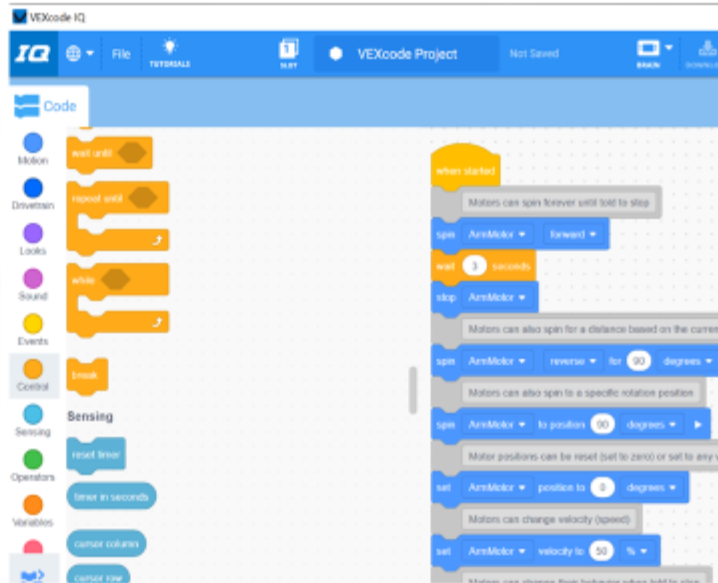 VEXcode IQ
IQ File TUTORIALS 1 SLOT VEXcode Project Not Saved BRAIN
Code
Motion
Drivetrain
Looks
Sound
Events
Control
Sensing
Operators
Variables
wait until
repeat until
while
break
Sensing
reset timer
timer in seconds
cursor column
cursor row
when started
Motors can spin forever until told to stop
spin ArmMotor forward
wait 3 seconds
stop ArmMotor
Motors can also spin for a distance based on the
spin ArmMotor reverse for 90 degrees
Motors can also spin to a specific rotation position
spin ArmMotor to position 90 degrees
Motor positions can be reset (set to zero) or set to any
set ArmMotor position to 0 degrees
Motors can change velocity (speed)
set ArmMotor velocity to 50 %